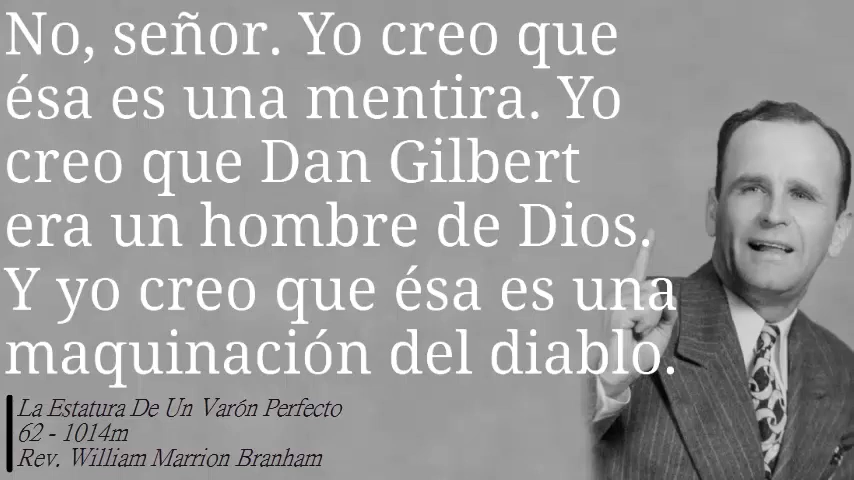 No, señor. Yo creo que
ésa es una mentira. Yo
creo que Dan Gilbert
era un hombre de Dios.
Y yo creo que ésa es una
maquinación del diablo.
La Estatura De Un Varón Perfecto
62 - 1014m
Rev. William Marrion Branham